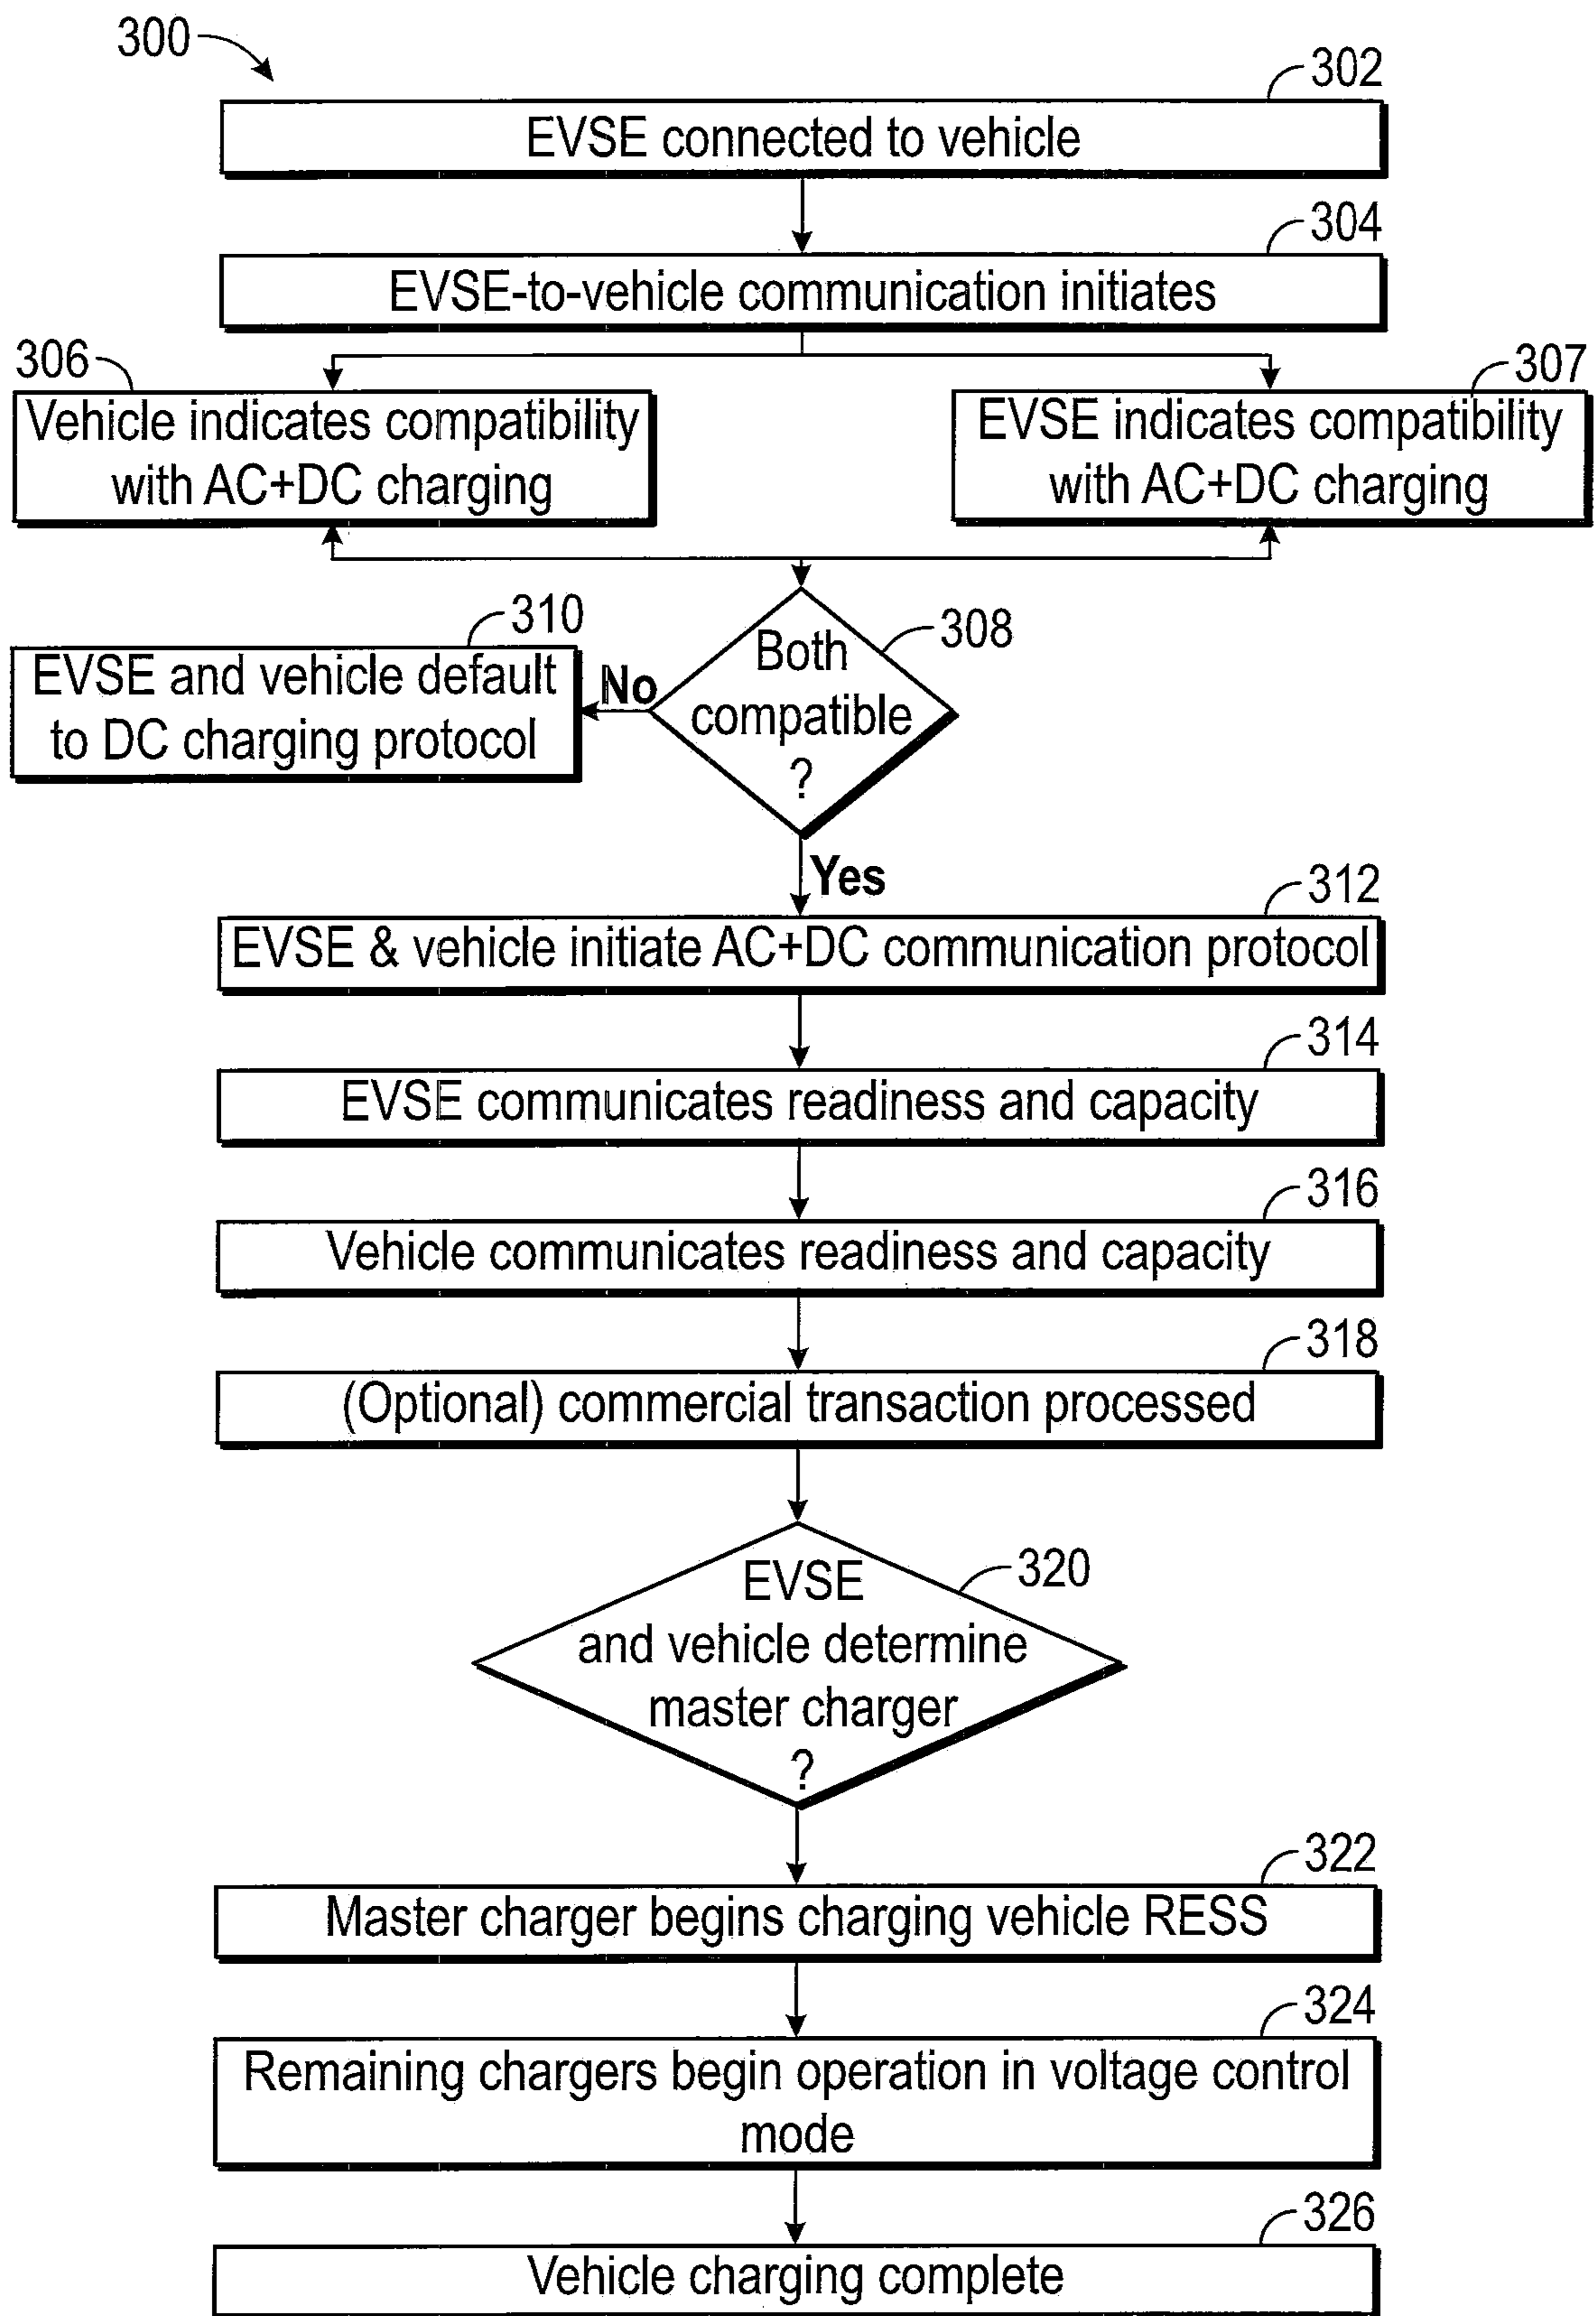 300
302
EVSE connected to vehicle
304
EVSE-to-vehicle communication initiates
306
Vehicle indicates compatibility
with AC+DC charging
307
EVSE indicates compatibility
with AC+DC charging
308
Both
compatible
?
No
310
EVSE and vehicle default
to DC charging protocol
Yes
312
EVSE & vehicle initiate AC+DC communication protocol
314
EVSE communicates readiness and capacity
316
Vehicle communicates readiness and capacity
318
(Optional) commercial transaction processed
320
EVSE
and vehicle determine
master charger
?
322
Master charger begins charging vehicle RESS
324
Remaining chargers begin operation in voltage control
mode
326
Vehicle charging complete